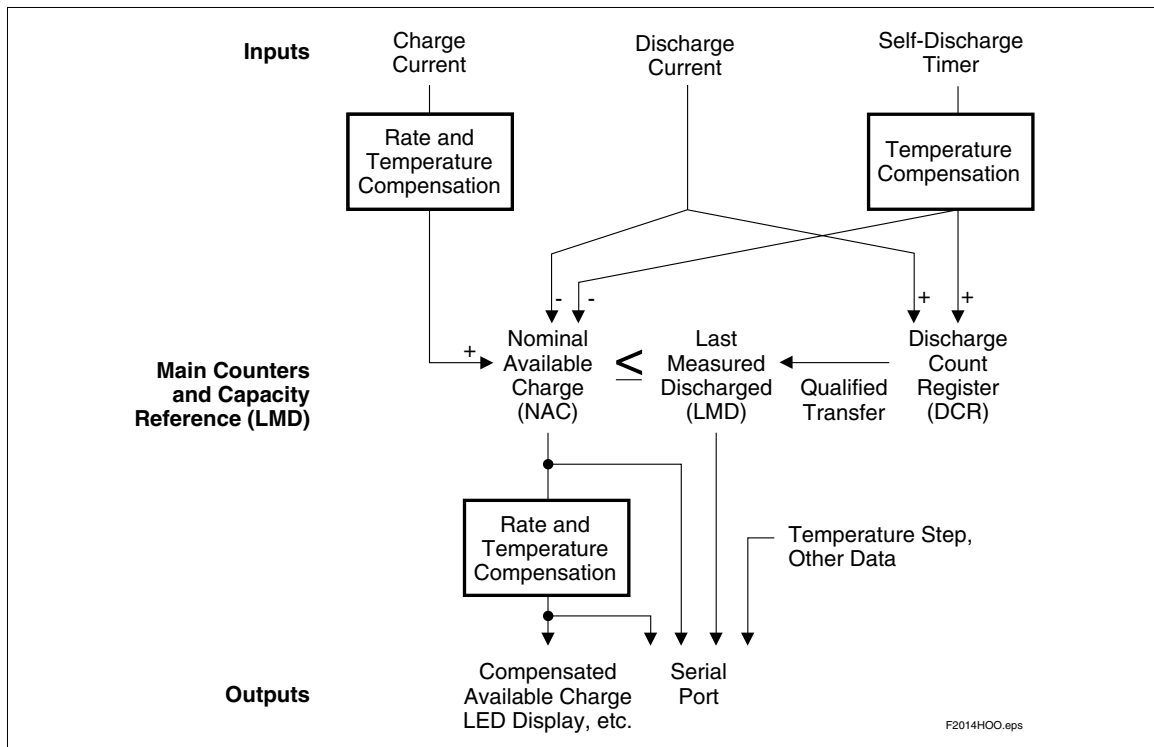 Inputs
Charge
Current
Discharge
Current
Self-Discharge
Timer
Rate and
Temperature
Compensation
Temperature
Compensation
- - + +
+
Main Counters
and Capacity
Reference (LMD)
Nominal
Available
Charge
(NAC)
≤
Last
Measured
Discharged
(LMD)
Qualified
Transfer
Discharge
Count
Register
(DCR)
Rate and
Temperature
Compensation
Temperature Step,
Other Data
Outputs
Compensated
Available Charge
LED Display, etc.
Serial
Port
F2014HOO.eps